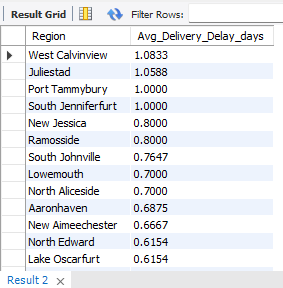 Result Grid Filter Rows:
Region Avg_Delivery_Delay_days
West Calvinview 1.0833
Juliestad 1.0588
Port Tammybury 1.0000
South Jenniferfurt 1.0000
New Jessica 0.8000
Ramosside 0.8000
South Johnville 0.7647
Lowemouth 0.7000
North Aliceside 0.7000
Aaronhaven 0.6875
New Aimeechester 0.6667
North Edward 0.6154
Lake Oscarfurt 0.6154
Result 2 ×